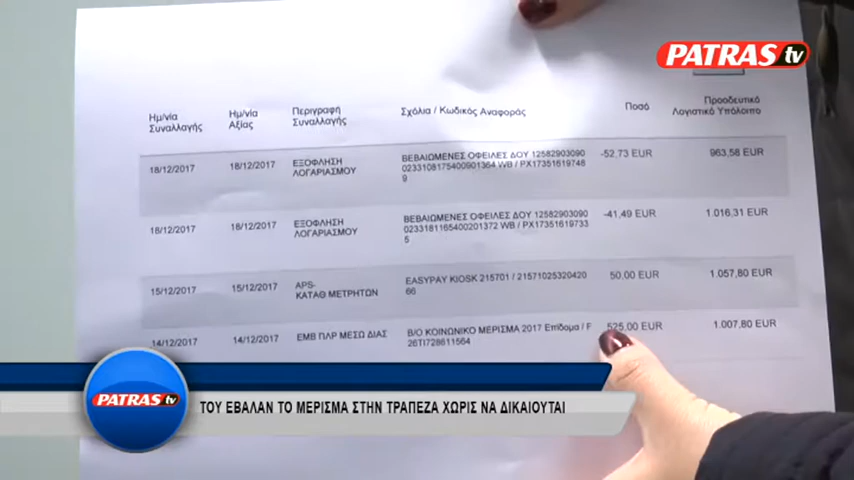 PATRAS tv
Ημ/νία Συναλλαγής
Ημ/νία Αξίας
Περιγραφή Συναλλαγής
Σχόλια / Κωδικός Αναφοράς
Ποσό
Προοδευτικό Λογιστικό Υπόλοιπο
18/12/2017 18/12/2017 ΕΞΟΦΛΗΣΗ ΛΟΓΑΡΙΑΣΜΟΥ
ΒΕΒΑΙΩΜΕΝΕΣ ΟΦΕΙΛΕΣ ΔΟΥ 12582903090
0233108175400901364 WB / PX17351619748
9
-52,73 EUR 963,58 EUR
18/12/2017 18/12/2017 ΕΞΟΦΛΗΣΗ ΛΟΓΑΡΙΑΣΜΟΥ
ΒΕΒΑΙΩΜΕΝΕΣ ΟΦΕΙΛΕΣ ΔΟΥ 12582903090
0233181165400201372 WB / PX17351619733
5
-41,49 EUR 1.016,31 EUR
15/12/2017 15/12/2017 APS- ΚΑΤΑΘ ΜΕΤΡΗΤΩΝ
EASYPAY KIOSK 215701 / 21571025320420
66
50,00 EUR 1.057,80 EUR
14/12/2017 14/12/2017 ΕΜΒ ΠΛΡ ΜΕΣΩ ΔΙΑΣ
Β/Ο ΚΟΙΝΩΝΙΚΟ ΜΕΡΙΣΜΑ 2017 Επίδομα / F
26TI728611564
525,00 EUR 1.007,80 EUR
PATRAS tv
ΤΟΥ ΕΒΑΛΑΝ ΤΟ ΜΕΡΙΣΜΑ ΣΤΗΝ ΤΡΑΠΕΖΑ ΧΩΡΙΣ ΝΑ ΔΙΚΑΙΟΥΤΑΙ